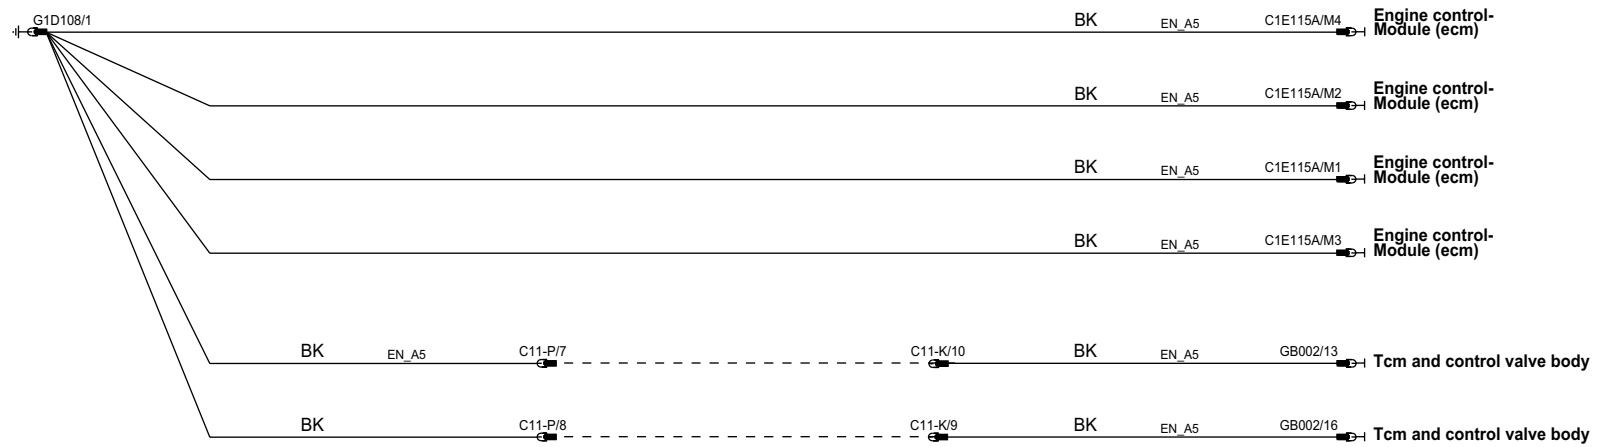 G1D108/1
BK EN_A5 C1E115A/M4 Engine control-
Module (ecm)
BK EN_A5 C1E115A/M2 Engine control-
Module (ecm)
BK EN_A5 C1E115A/M1 Engine control-
Module (ecm)
BK EN_A5 C1E115A/M3 Engine control-
Module (ecm)
BK EN_A5 C11-P/7 C11-K/10 BK EN_A5 GB002/13 Tcm and control valve body
BK C11-P/8 C11-K/9 BK EN_A5 GB002/16 Tcm and control valve body